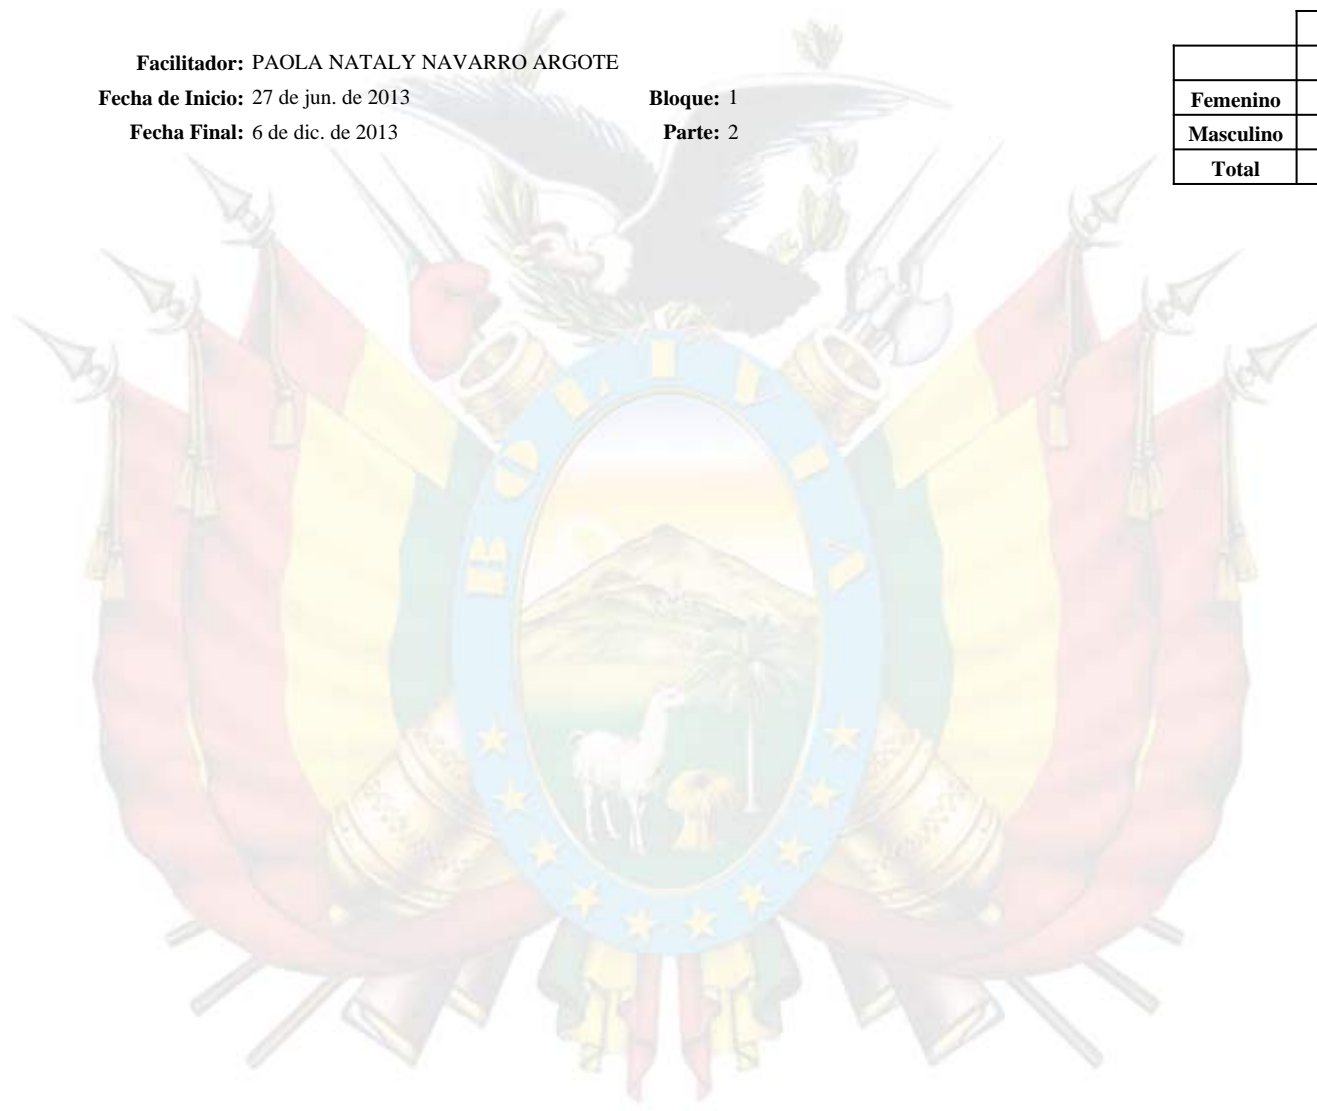 Facilitador: PAOLA NATALY NAVARRO ARGOTE
Fecha de Inicio: 27 de jun. de 2013 Bloque: 1
Fecha Final: 6 de dic. de 2013 Parte: 2
Femenino
Masculino
Total
BOLIVIA